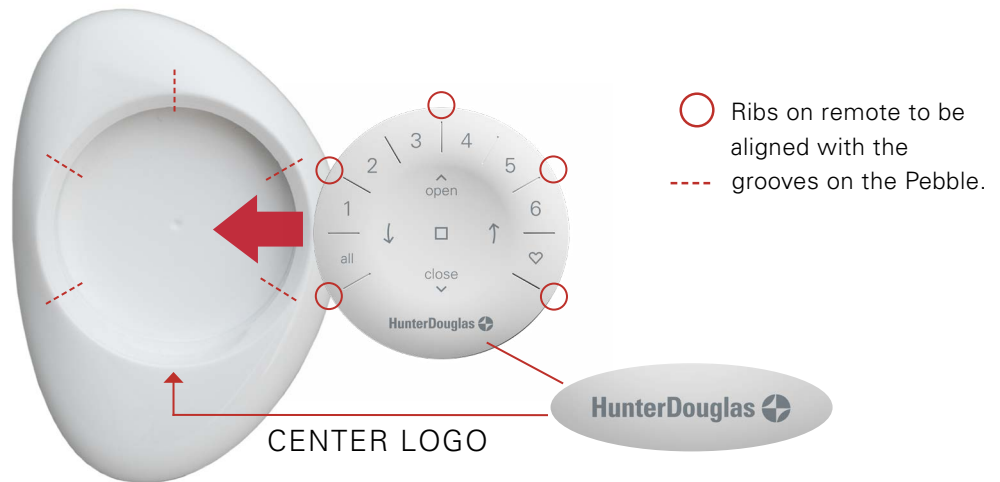 Ribs on remote to be
aligned with the
grooves on the Pebble.
3 4
2 5
open
1 6
all
close
HunterDouglas
HunterDouglas
CENTER LOGO